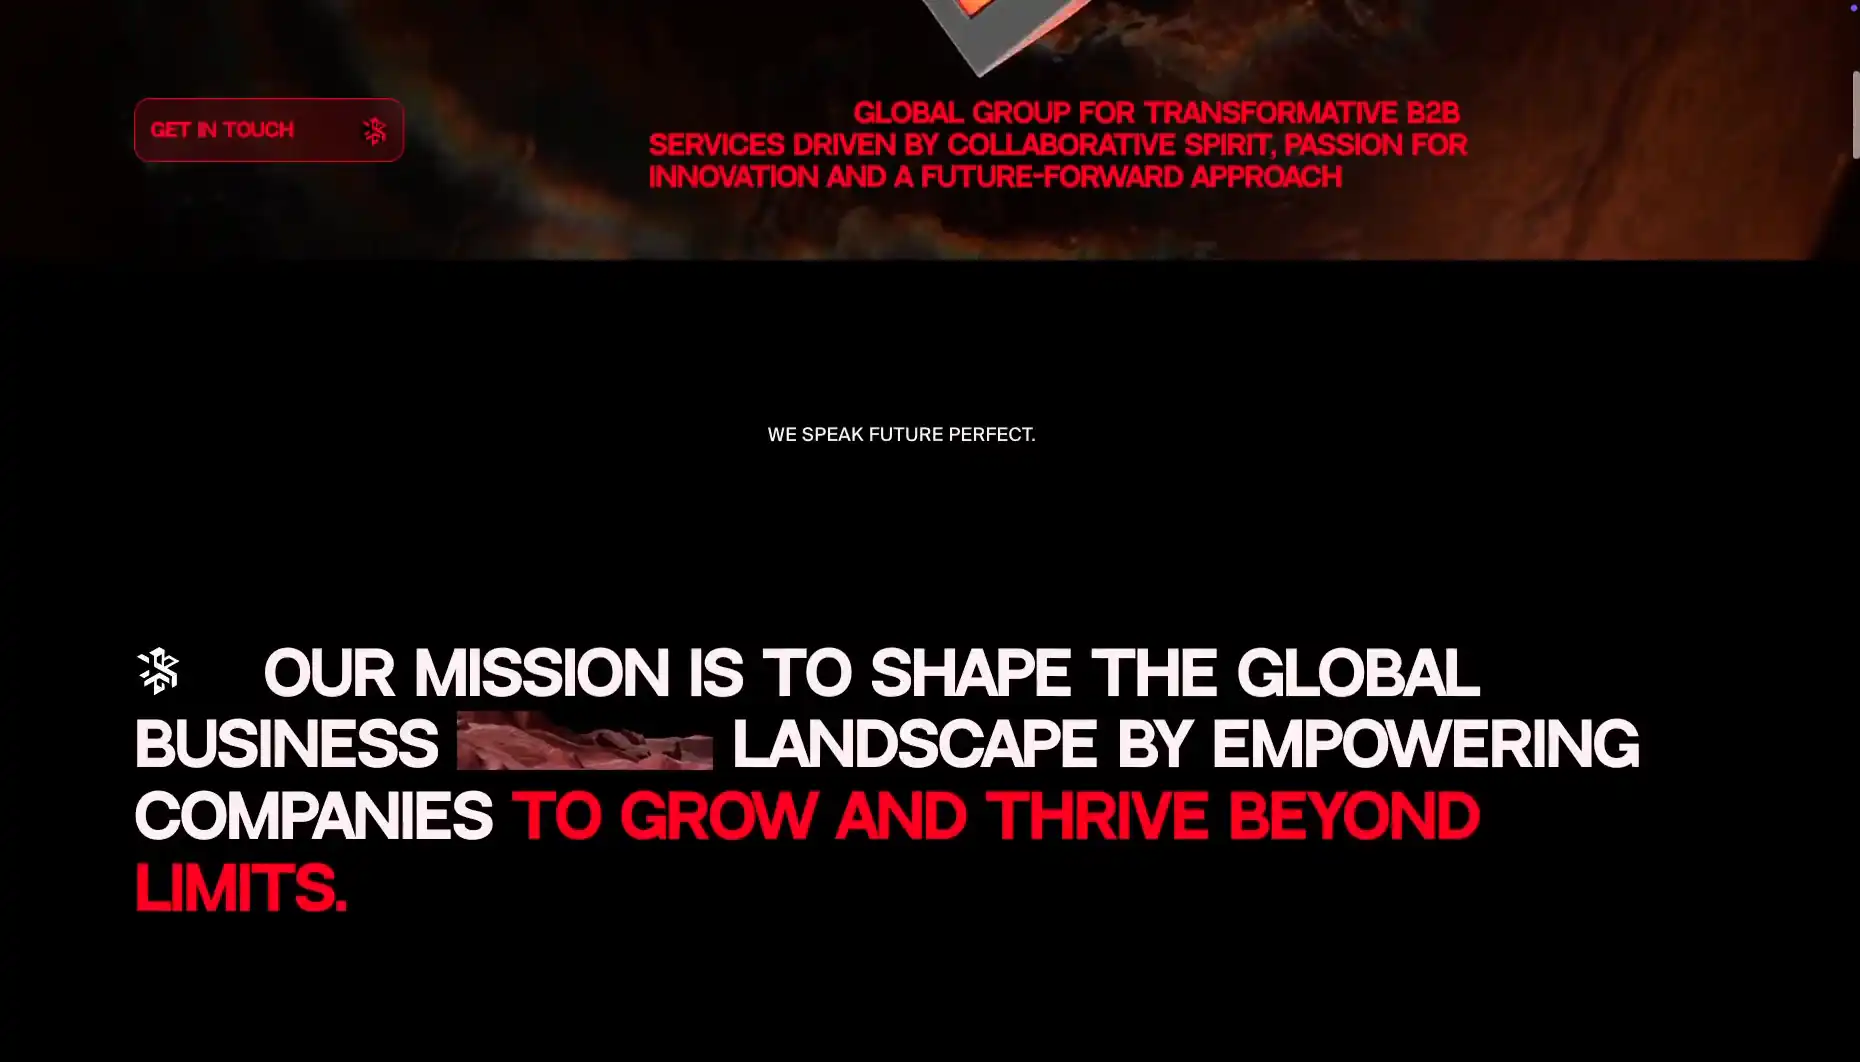 GET IN TOUCH
GLOBAL GROUP FOR TRANSFORMATIVE B2B
SERVICES DRIVEN BY COLLABORATIVE SPIRIT, PASSION FOR
INNOVATION AND A FUTURE-FORWARD APPROACH
WE SPEAK FUTURE PERFECT.
OUR MISSION IS TO SHAPE THE GLOBAL
BUSINESS LANDSCAPE BY EMPOWERING
COMPANIES TO GROW AND THRIVE BEYOND
LIMITS.